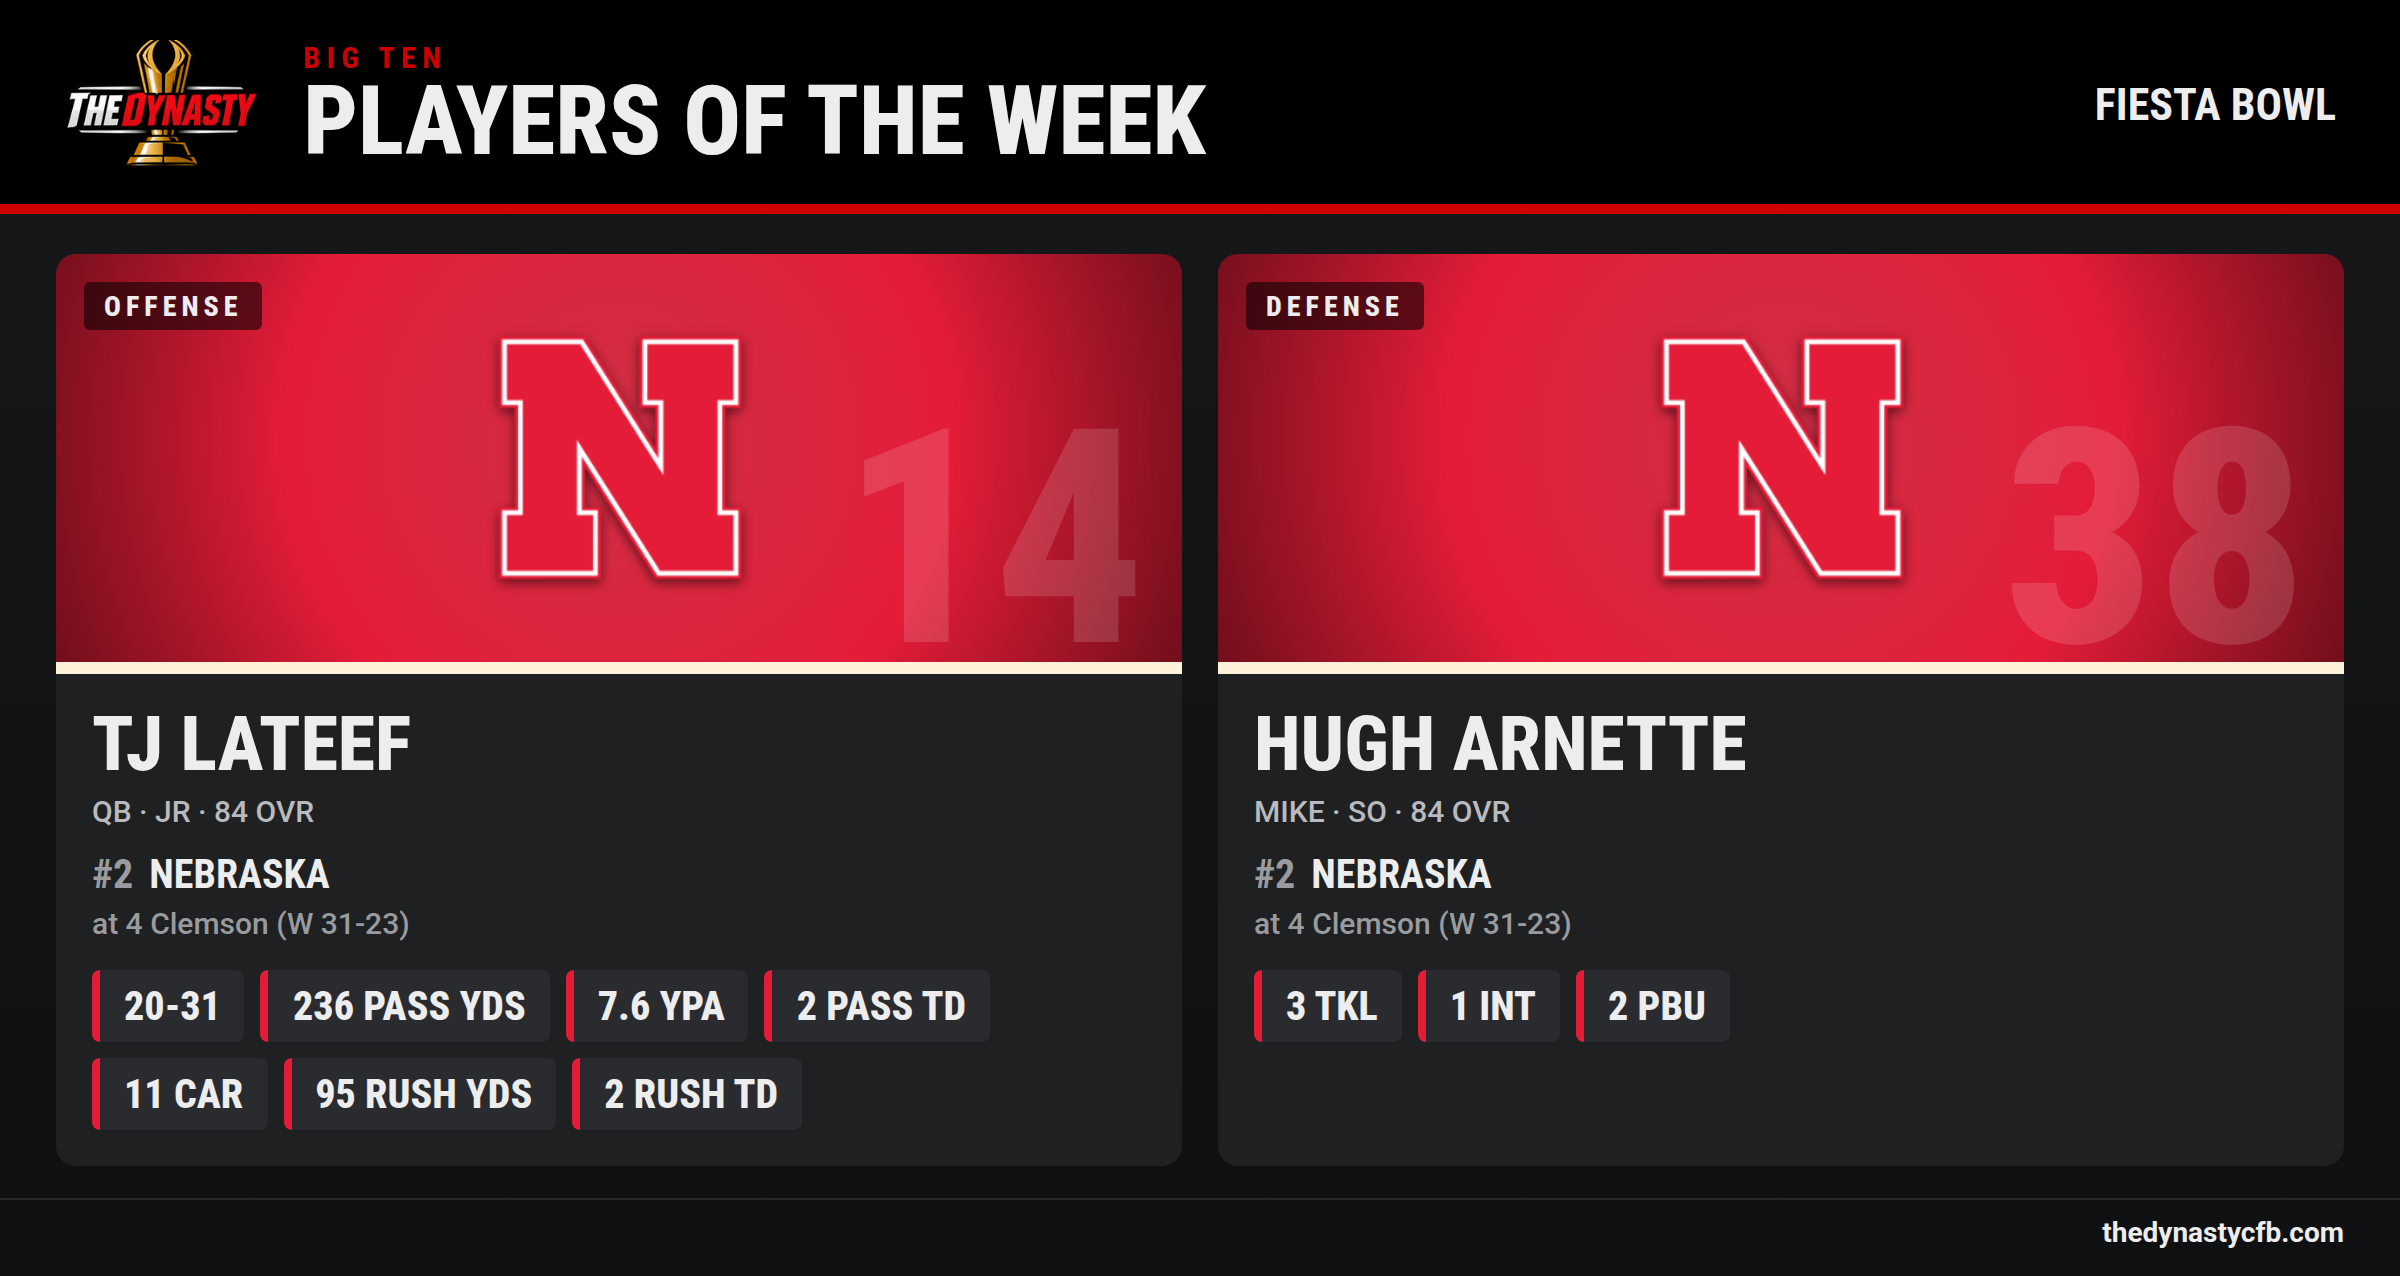 THE DYNASTY
BIG TEN
PLAYERS OF THE WEEK
FIESTA BOWL
OFFENSE
N
14
TJ LATEEF
QB · JR · 84 OVR
#2 NEBRASKA
at 4 Clemson (W 31-23)
20-31 236 PASS YDS 7.6 YPA 2 PASS TD
11 CAR 95 RUSH YDS 2 RUSH TD
DEFENSE
N
38
HUGH ARNETTE
MIKE · SO · 84 OVR
#2 NEBRASKA
at 4 Clemson (W 31-23)
3 TKL 1 INT 2 PBU
thedynastycfb.com